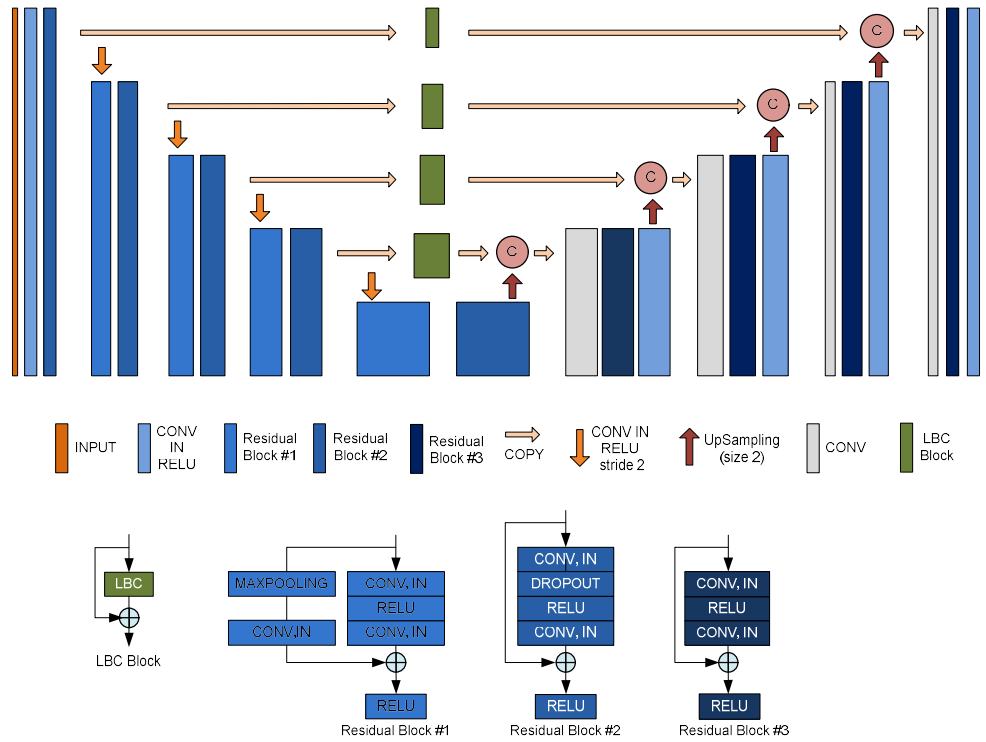 C
C
C
C
INPUT
CONV
IN
RELU
Residual
Block #1
Residual
Block #2
Residual
Block #3
COPY
CONV IN
RELU
stride 2
UpSampling
(size 2)
CONV
LBC
Block
LBC
LBC Block
MAXPOOLING
CONV,IN
CONV, IN
RELU
CONV, IN
RELU
Residual Block #1
CONV, IN
DROPOUT
RELU
CONV, IN
RELU
Residual Block #2
CONV, IN
RELU
CONV, IN
RELU
Residual Block #3